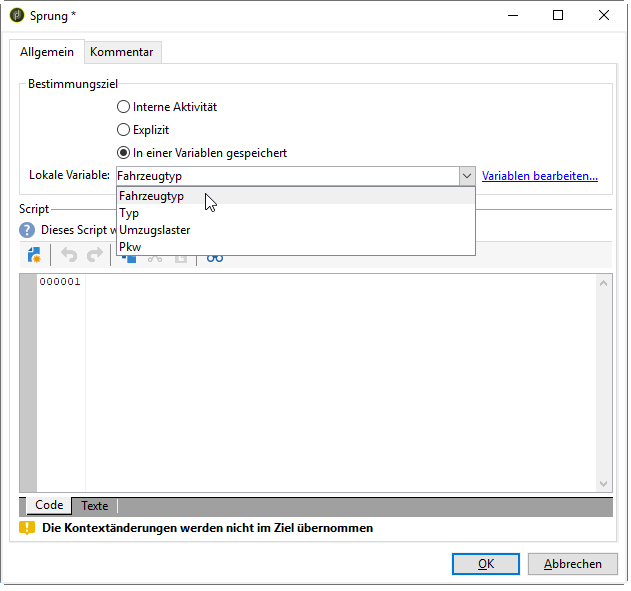 Sprung *
Allgemein Kommentar
Bestimmungsziel
Interne Aktivität
Explizit
In einer Variablen gespeichert
Lokale Variable: Fahrzeugtyp Variablen bearbeiten...
Fahrzeugtyp
Typ
Umzugslaster
Pkw
Script
Dieses Script
000001
Code Texte
Die Kontextänderungen werden nicht im Ziel übernommen
OK Abbrechen